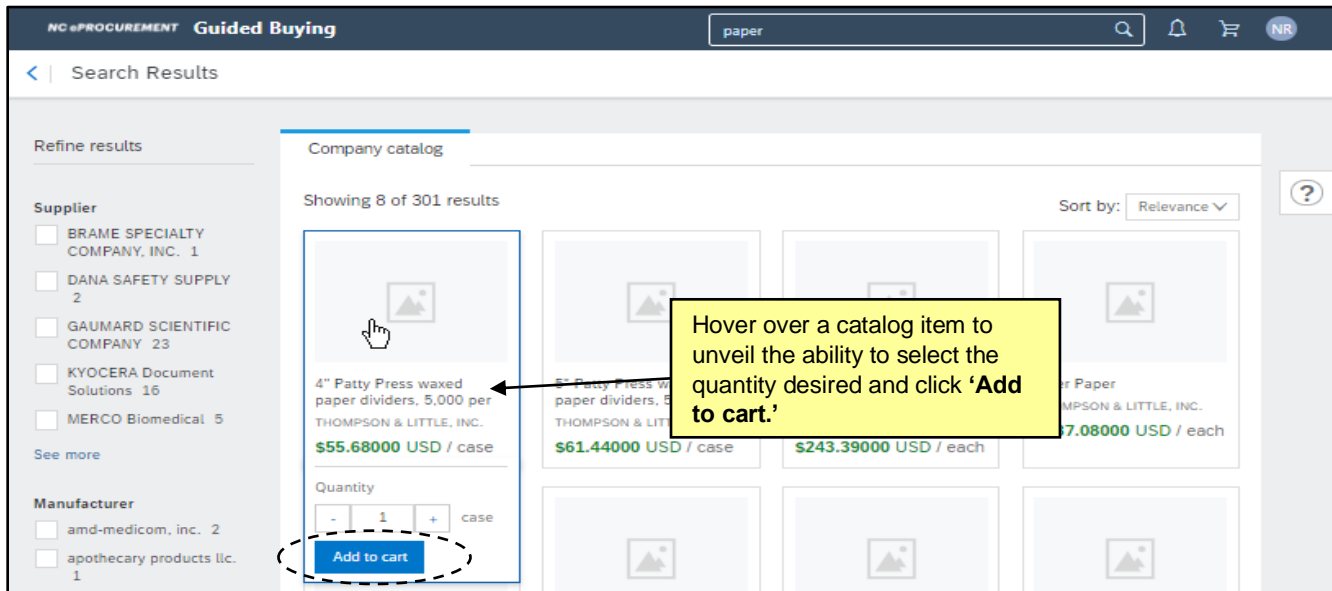 NC ePROCUREMENT Guided Buying
paper
NR
Search Results
Refine results
Supplier
BRAME SPECIALTY
COMPANY, INC. 1
DANA SAFETY SUPPLY
2
GAUMARD SCIENTIFIC
COMPANY 23
KYOCERA Document
Solutions 16
MERCO Biomedical 5
See more
Manufacturer
amd-medicom, inc. 2
apothecary products llc.
1
Company catalog
Showing 8 of 301 results
Sort by: Relevance
4" Patty Press waxed
paper dividers, 5,000 per
THOMPSON & LITTLE, INC.
$55.68000 USD / case
Quantity
- 1 + case
Add to cart
Patty Press
paper dividers,
THOMPSON &
$61.44000 USD / case
$243.39000 USD / each
Paper
& LITTLE, INC.
7.08000 USD / each
Hover over a catalog item to
unveil the ability to select the
quantity desired and click ‘Add
to cart.’
?